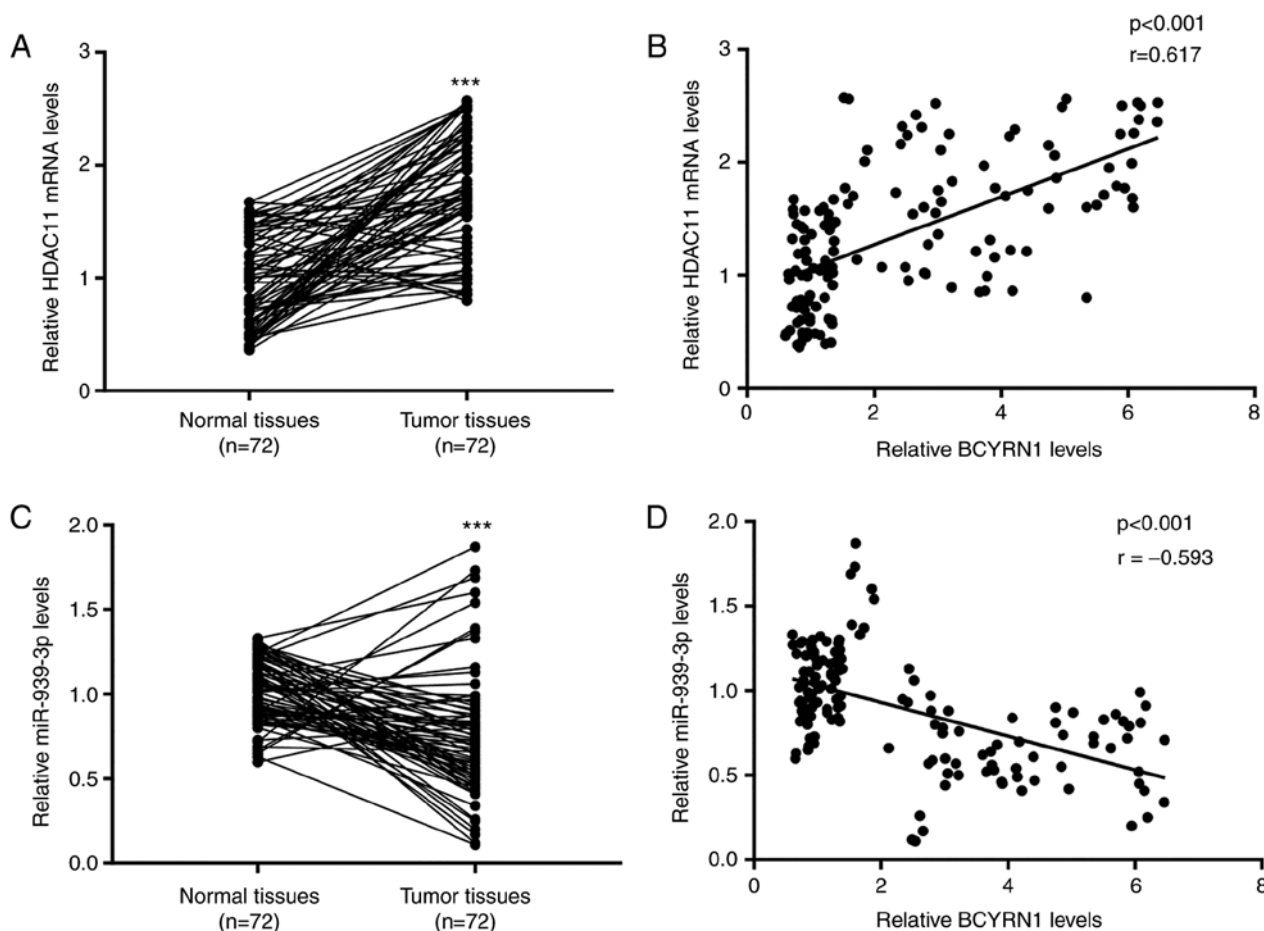 A
Relative HDAC11 mRNA levels
3
2
1
0
***
Normal tissues
(n=72)
Tumor tissues
(n=72)
B
p<0.001
r=0.617
Relative HDAC11 mRNA levels
3
2
1
0
0 2 4 6 8
Relative BCYRN1 levels
C
Relative miR-939-3p levels
2.0
1.5
1.0
0.5
0.0
***
Normal tissues
(n=72)
Tumor tissues
(n=72)
D
p<0.001
r = −0.593
Relative miR-939-3p levels
2.0
1.5
1.0
0.5
0.0
0 2 4 6 8
Relative BCYRN1 levels